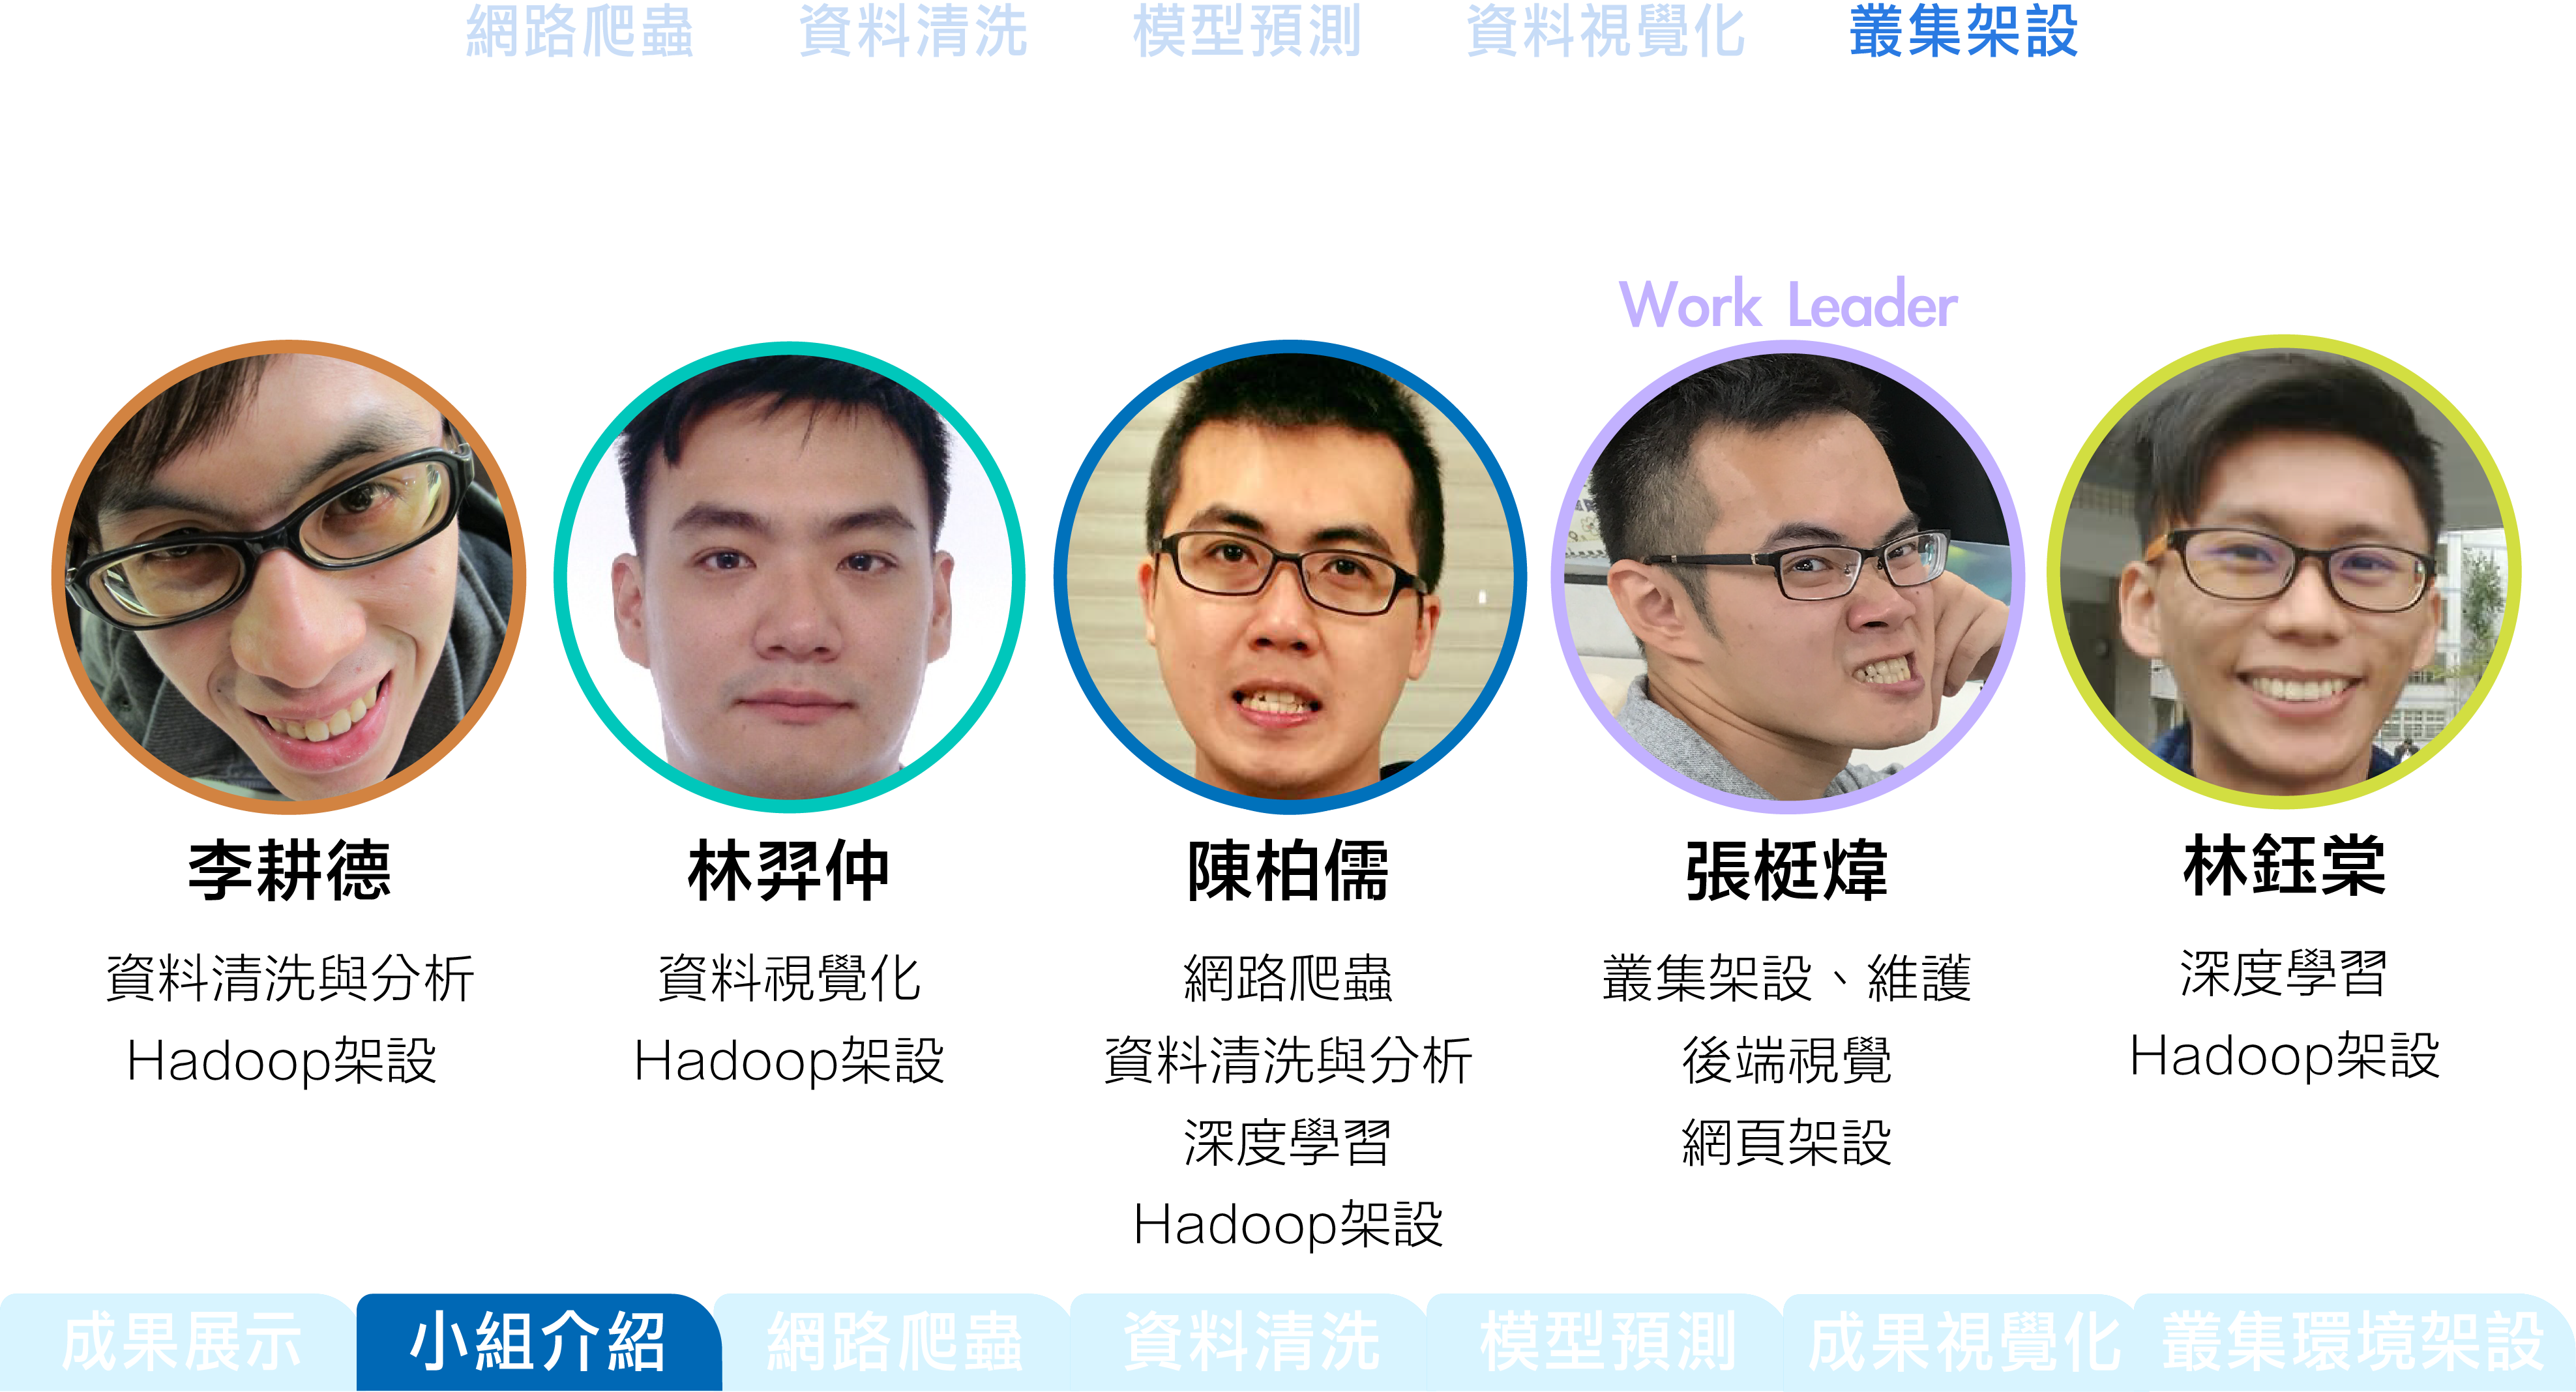 網路爬蟲 資料清洗 模型預測 資料視覺化 叢集架設
Work Leader
李耕德
資料清洗與分析
Hadoop架設
林羿仲
資料視覺化
Hadoop架設
陳柏儒
網路爬蟲
資料清洗與分析
深度學習
Hadoop架設
張梃煒
叢集架設、維護
後端視覺
網頁架設
林鈺棠
深度學習
Hadoop架設
成果展示 小組介紹 網路爬蟲 資料清洗 模型預測 成果視覺化 叢集環境架設